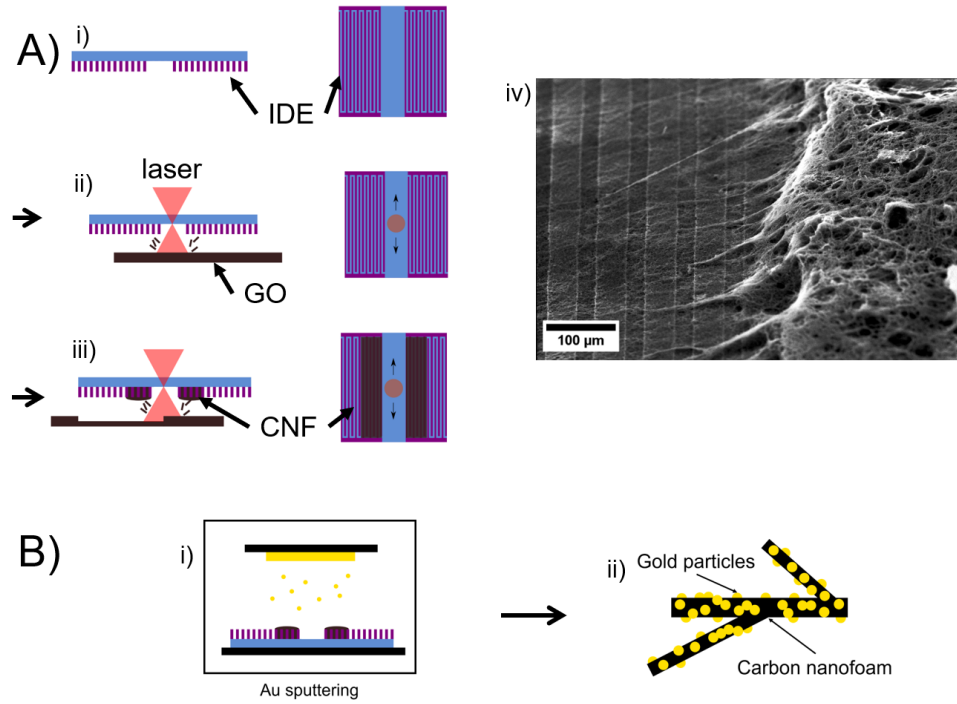 A)
i)
IDE
ii)
laser
GO
iii)
CNF
iv)
100 µm
B)
i)
Au sputtering
ii)
Gold particles
Carbon nanofoam